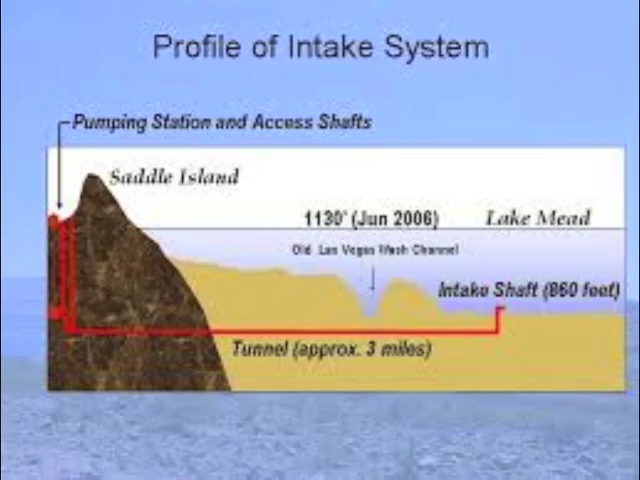 Profile of Intake System
Pumping Station and Access Shafts
Saddle Island
1130' (Jun 2006)
Lake Mead
Old Las Vegas Wash Channel
Intake Shaft (860 feet)
Tunnel (approx. 3 miles)